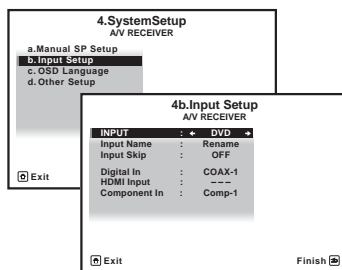 4.SystemSetup
A/V RECEIVER
a.Manual SP Setup
b.Input Setup
c. OSD Language
d. Other Setup
Exit
4b.Input Setup
A/V RECEIVER
INPUT : DVD
Input Name : Rename
Input Skip : OFF
Digital In : COAX-1
HDMI Input : – – –
Component In : Comp-1
Exit
Finish